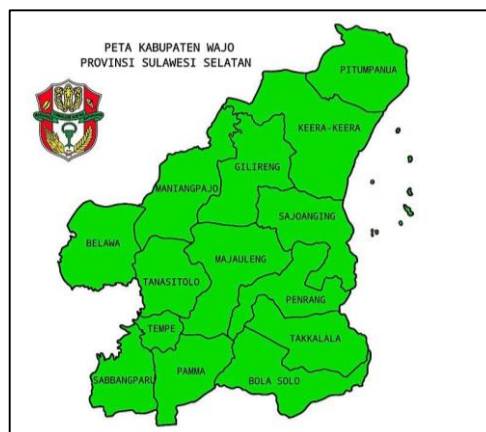 PETA KABUPATEN WAJO
PROVINSI SULAWESI SELATAN
PITUMPANUA
KEERA-KEERA
GILIRENG
MANIANGPAJO
SAJOANGING
BELAWA
MAJAULENG
TANASITOLO
PENRANG
TEMPE
TAKKALALA
SABBANGPARU
PAMMA
BOLA SOLO